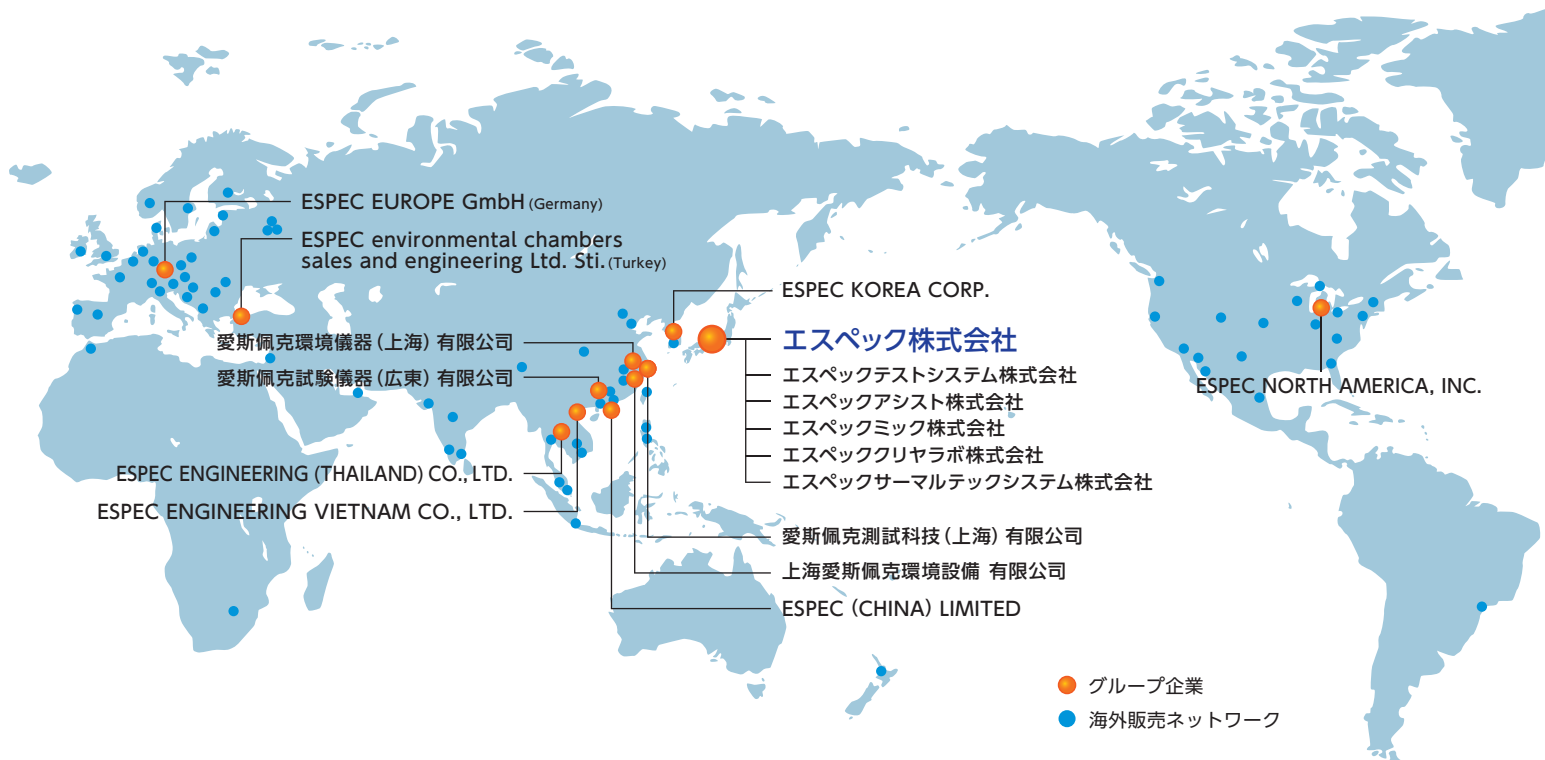 ESPEC EUROPE GmbH (Germany)
ESPEC environmental chambers
sales and engineering Ltd. Sti. (Turkey)
愛斯佩克環境儀器（上海）有限公司
愛斯佩克試験儀器（広東）有限公司
ESPEC ENGINEERING (THAILAND) CO., LTD.
ESPEC ENGINEERING VIETNAM CO., LTD.
ESPEC KOREA CORP.
エスペック株式会社
エスペックテストシステム株式会社
エスペックアシスト株式会社
エスペックミック株式会社
エスペッククリヤラボ株式会社
エスペックサーマルテックシステム株式会社
愛斯佩克測試科技（上海）有限公司
上海愛斯佩克環境設備 有限公司
ESPEC（CHINA）LIMITED
ESPEC NORTH AMERICA, INC.
グループ企業
海外販売ネットワーク